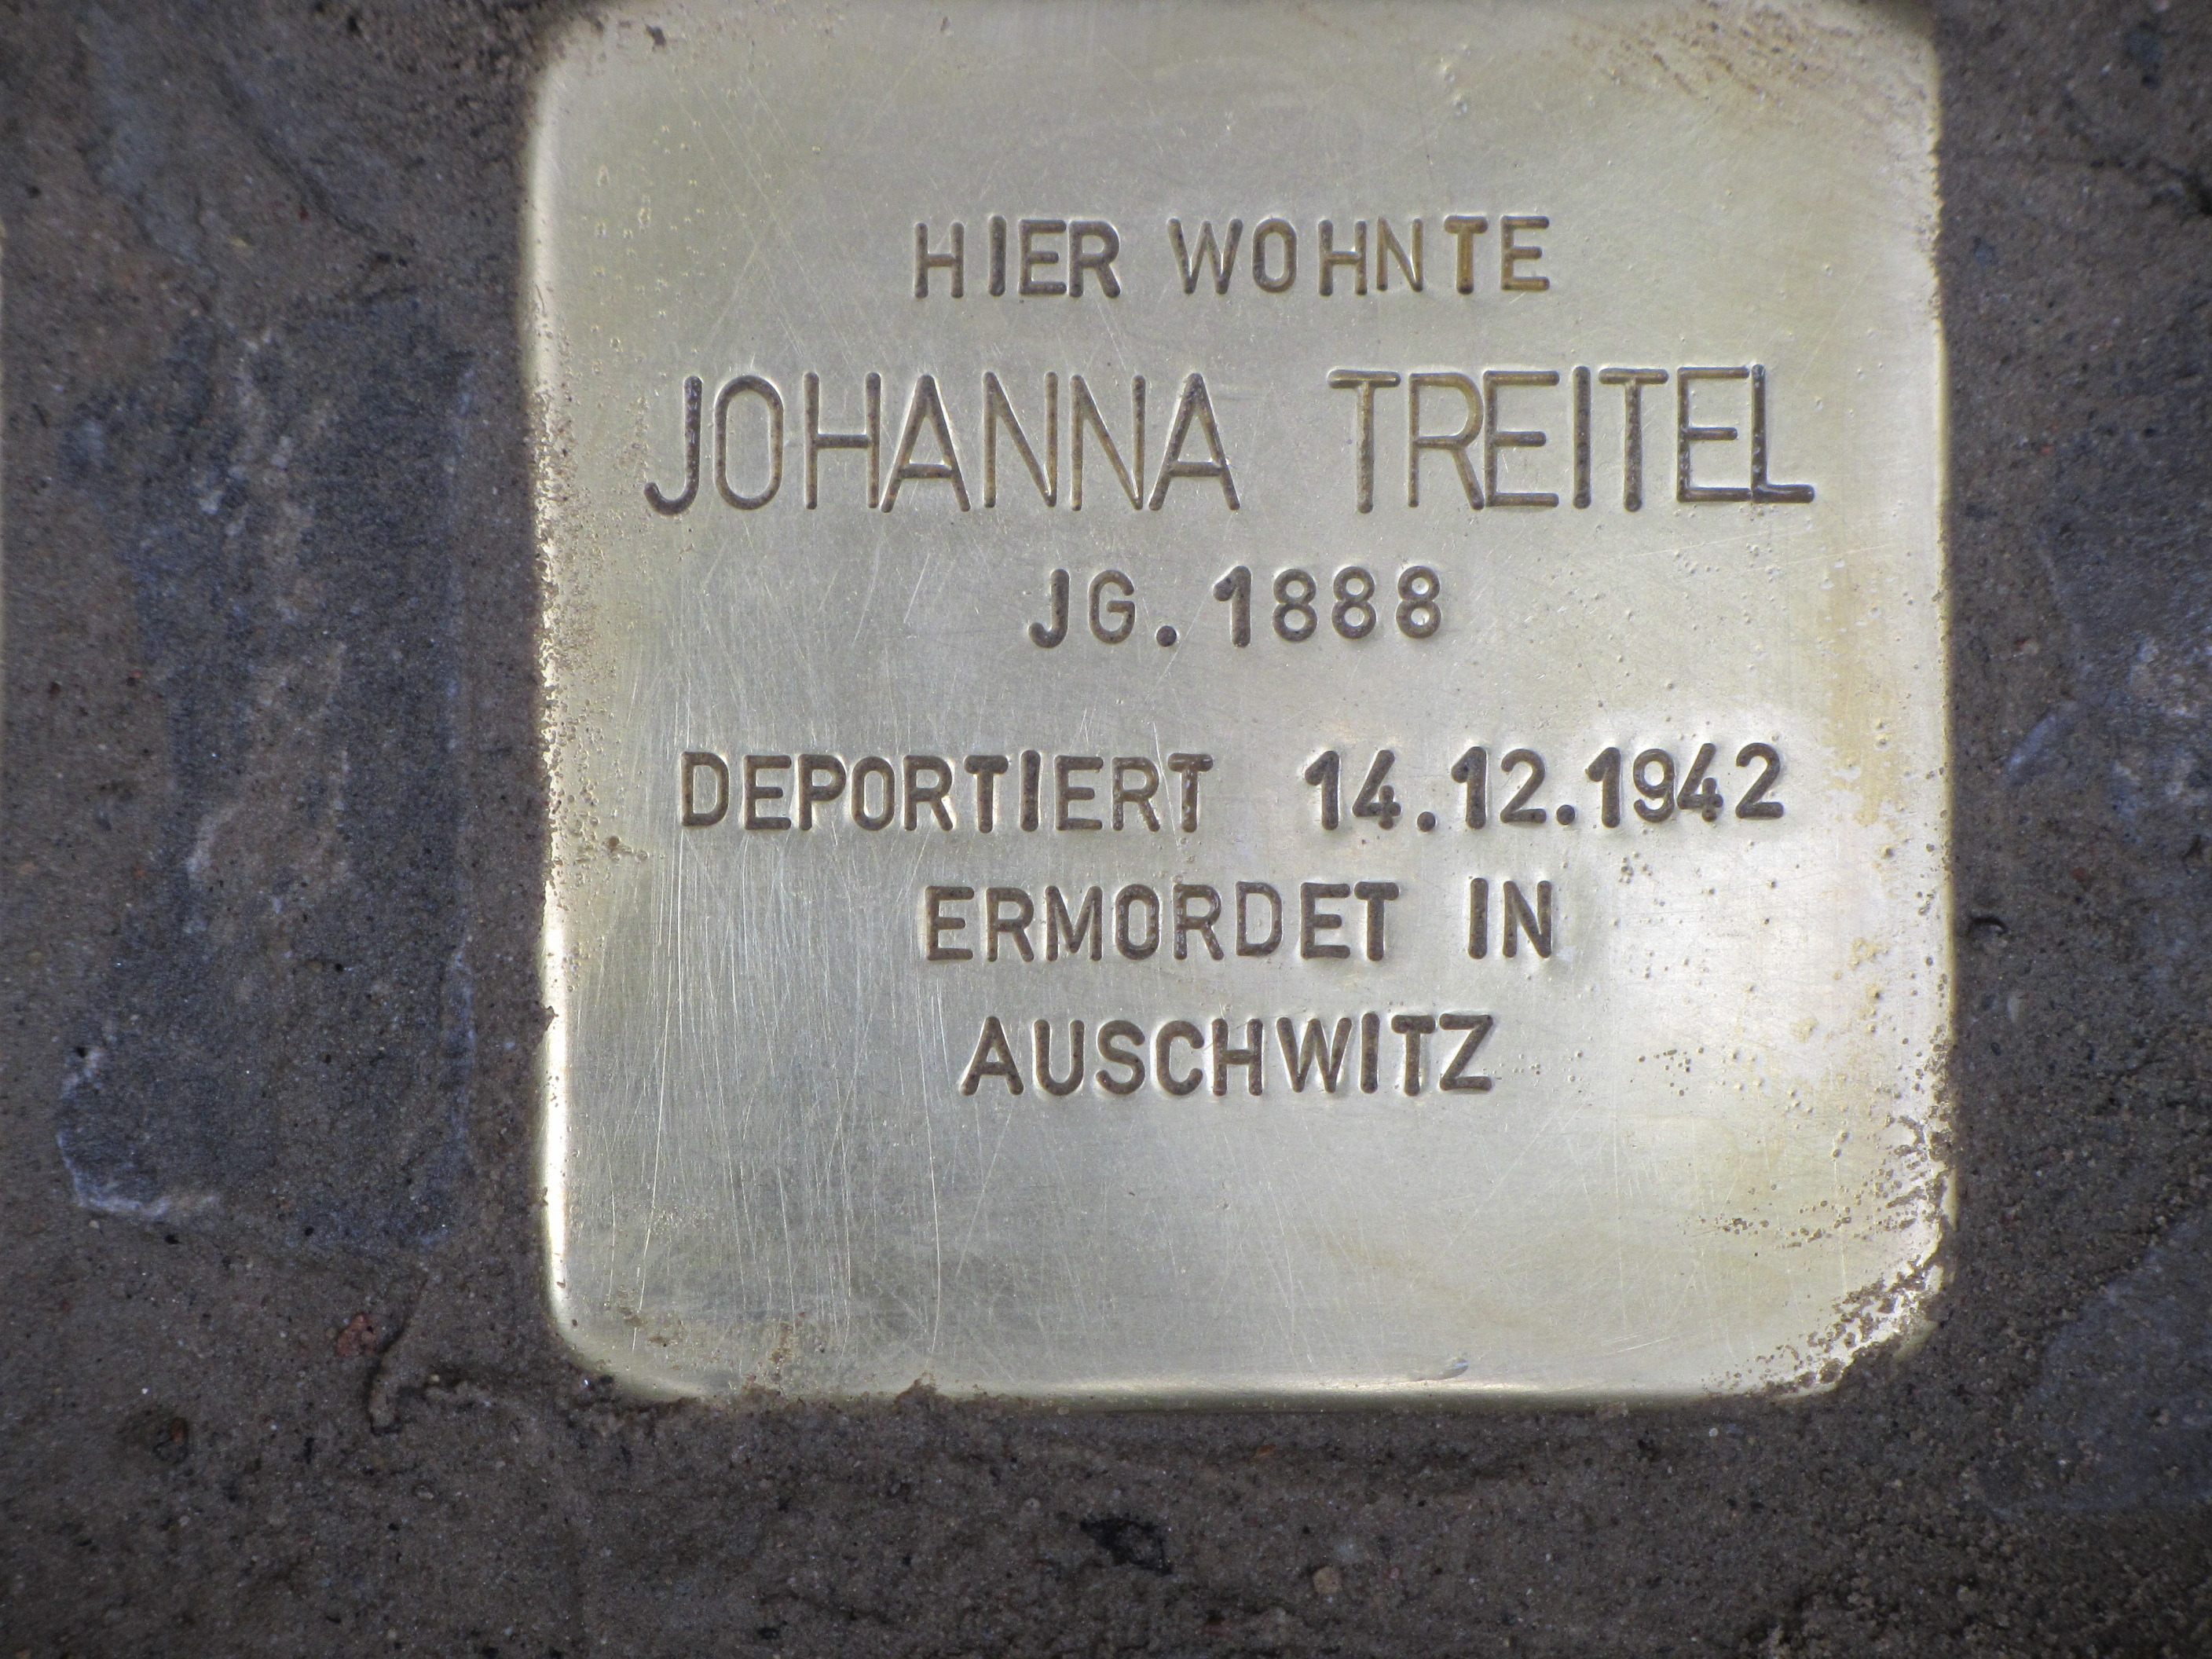 HIER WOHNTE
JOHANNA TREITEL
JG. 1888
DEPORTIERT 14.12.1942
ERMORDET IN
AUSCHWITZ